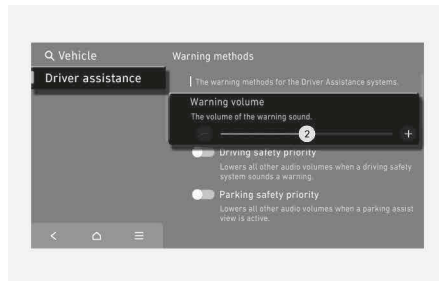 Vehicle
Warning methods
Driver assistance
The warning methods for the Driver Assistance systems.
Warning volume
The volume of the warning sound.
2
Driving safety priority
Lowers all other audio volumes when a driving safety
system sounds a warning.
Parking safety priority
Lowers all other audio volumes when a parking assist
view is active.